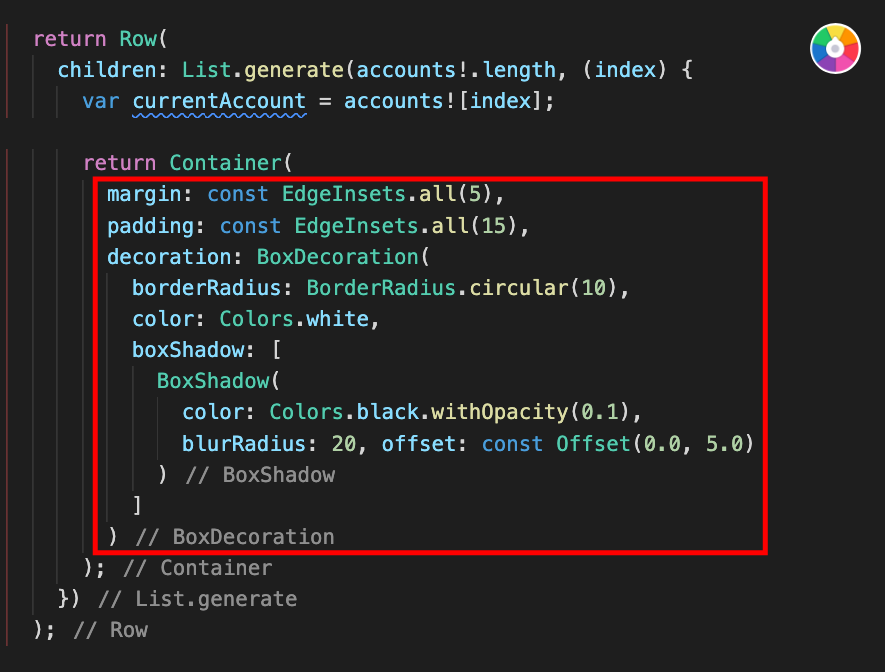 return Row(
children: List.generate(accounts!.length, (index) {
var currentAccount = accounts![index];
return Container(
margin: const EdgeInsets.all(5),
padding: const EdgeInsets.all(15),
decoration: BoxDecoration(
borderRadius: BorderRadius.circular(10),
color: Colors.white,
boxShadow: [
BoxShadow(
color: Colors.black.withOpacity(0.1),
blurRadius: 20, offset: const Offset(0.0, 5.0)
) // BoxShadow
]
) // BoxDecoration
); // Container
}) // List.generate
); // Row